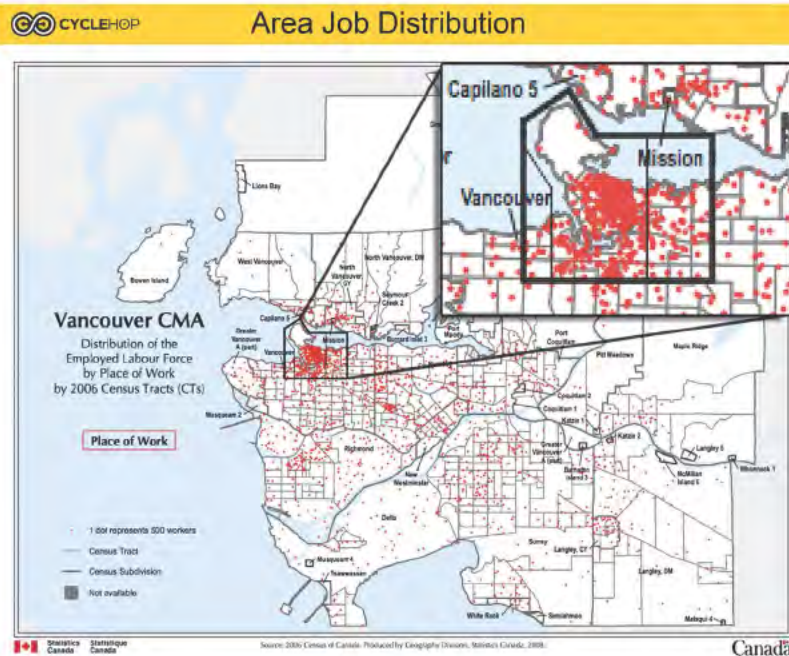 CYCLEHOP
Area Job Distribution
Capilano 5
Mission
Vancouver
Lions Bay
Bowen Island
West Vancouver
North Vancouver, DM
North
Vancouver,
CY
Seymour
Creek 2
Capilano 5
Greater
Vancouver
A (part)
Vancouver
Mission
Burrard Inlet 3
Port
Moody
Port
Coquitlam
Pitt Meadows
Maple Ridge
Vancouver CMA
Distribution of the
Employed Labour Force
by Place of Work
by 2006 Census Tracts (CTs)
Musqueam 2
Coquitlam 2
Coquitlam 1
Katzie 1
Katzie 2
Greater
Vancouver
A (part)
Barnston
Island 3
Langley 5
McMillan
Island 6
Whonnock 1
Place of Work
Richmond
New
Westminster
Delta
1 dot represents 500 workers
Census Tract
Census Subdivision
Not available
Musqueam 4
Tsawwassen
Surrey
Langley, CY
Langley, DM
White Rock
Semiahmoo
Matsqui 4
Statistics
Canada
Statistique
Canada
Source: 2006 Census of Canada. Produced by Geography Division, Statistics Canada, 2008.
Canada